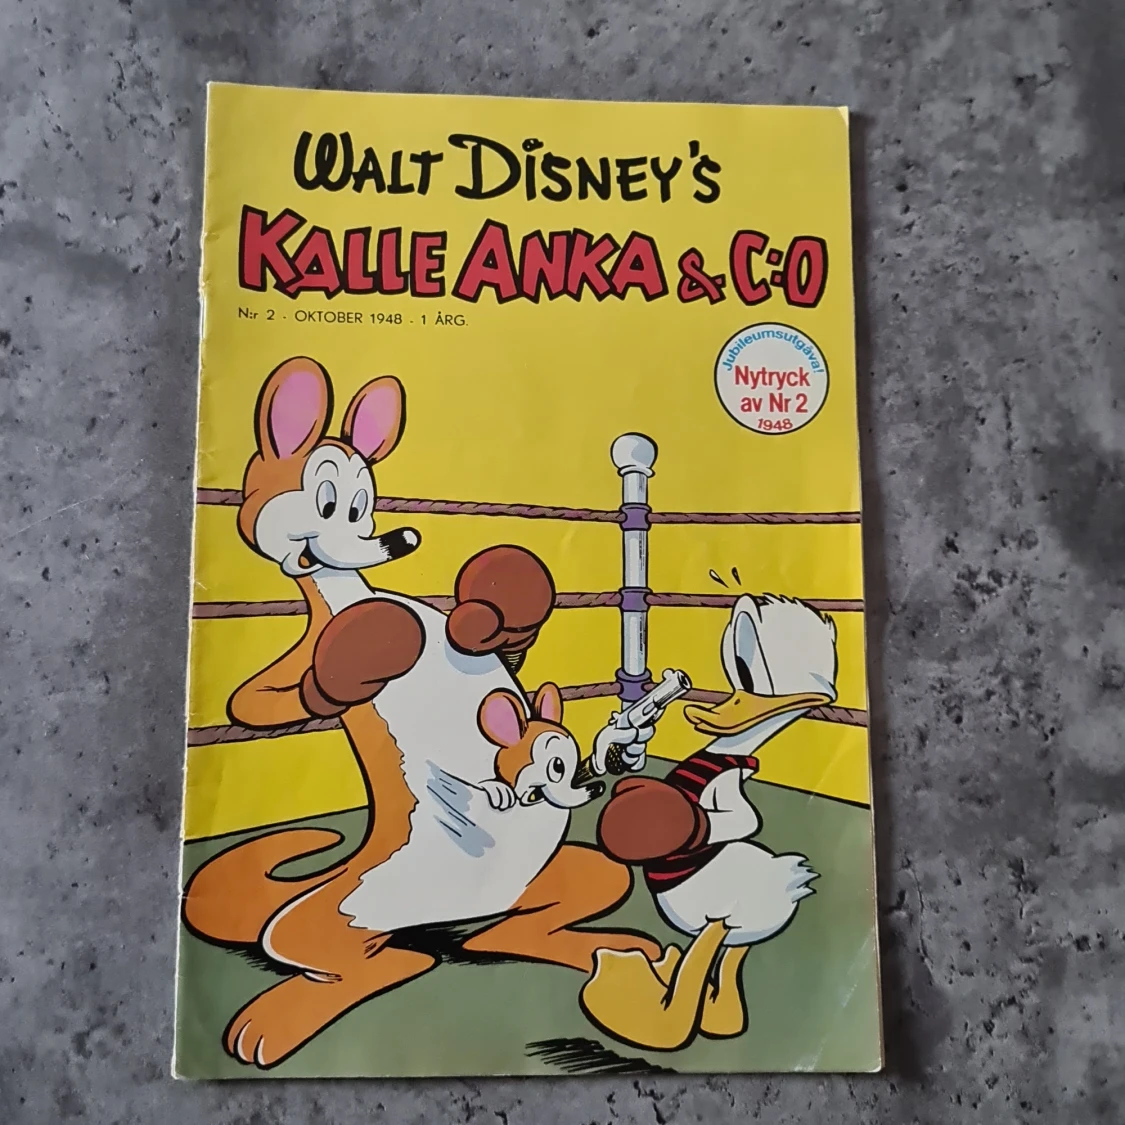 WALT DISNEY'S
KALLE ANKA & C:O
N:r 2 - OKTOBER 1948 - 1 ÅRG.
Jubileumsutgåva!
Nytryck
av Nr 2
1948